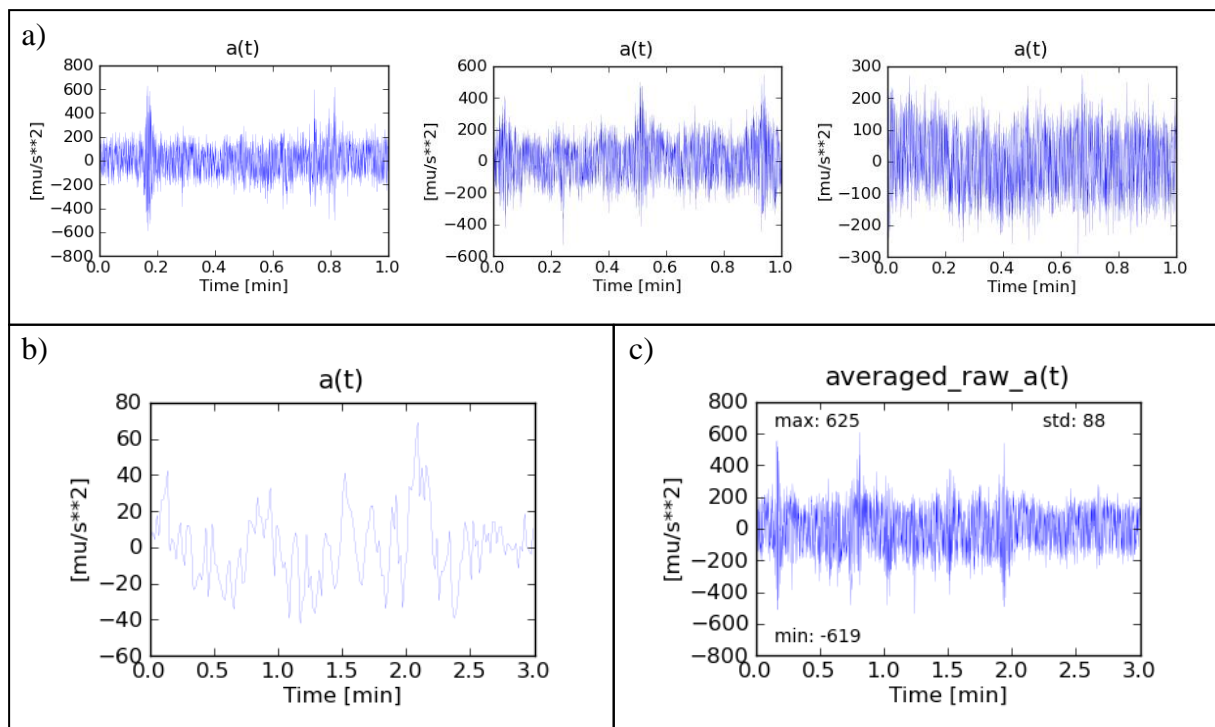 a)
a(t)
800
600
400
200
0
−200
−400
−600
−800
0.0 0.2 0.4 0.6 0.8 1.0
Time [min]
[mu/s**2]
a(t)
600
400
200
0
−200
−400
−600
0.0 0.2 0.4 0.6 0.8 1.0
Time [min]
[mu/s**2]
a(t)
300
200
100
0
−100
−200
−300
0.0 0.2 0.4 0.6 0.8 1.0
Time [min]
[mu/s**2]
b)
a(t)
80
60
40
20
0
−20
−40
−60
0.0 0.5 1.0 1.5 2.0 2.5 3.0
Time [min]
[mu/s**2]
c)
averaged_raw_a(t)
max: 625 std: 88
800
600
400
200
0
−200
−400
−600
−800
min: -619
0.0 0.5 1.0 1.5 2.0 2.5 3.0
Time [min]
[mu/s**2]